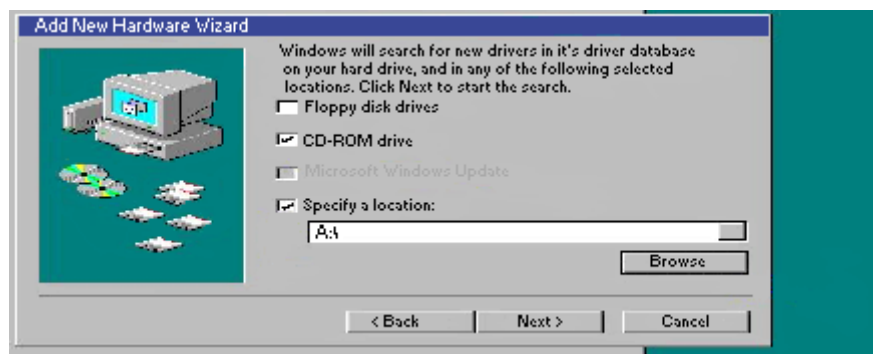 Add New Hardware Wizard
Windows will search for new drivers in it's driver database
on your hard drive, and in any of the following selected
locations. Click Next to start the search.
Floppy disk drives
CD-ROM drive
Microsoft Windows Update
Specify a location:
A:\
Browse
< Back Next > Cancel